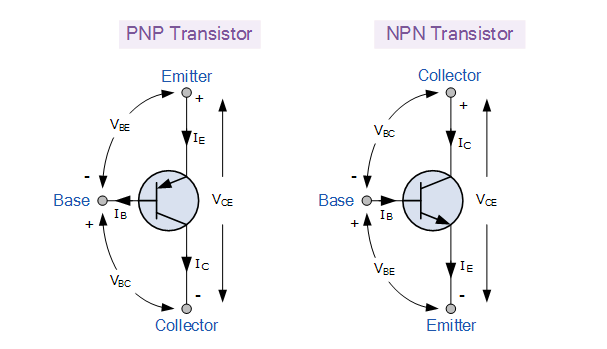 PNP Transistor
NPN Transistor
Emitter
+
VBE
IE
-
Base
IB
VCE
+
VBC
IC
-
Collector
Collector
+
VBC
IC
-
Base
IB
VCE
+
VBE
IE
-
Emitter